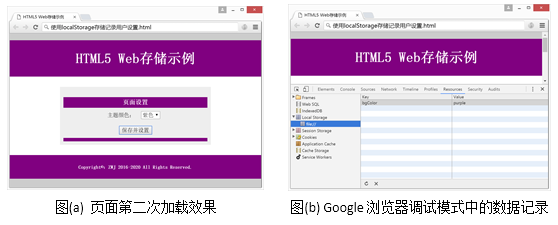 HTML5 Web存储示例
使用localStorage存储记录用户设置.html
HTML5 Web存储示例
页面设置
主题颜色： 紫色
保存并设置
Copyright© ZWJ 2016-2020 All Rights Reserved.
图(a) 页面第二次加载效果
HTML5 Web存储示例
使用localStorage存储记录用户设置.html
HTML5 Web存储示例
Elements Console Sources Network Timeline Profiles Resources Security Audits
Frames
Web SQL
IndexedDB
Local Storage
file://
Session Storage
Cookies
Application Cache
Cache Storage
Service Workers
Key Value
bgColor purple
图(b) Google 浏览器调试模式中的数据记录